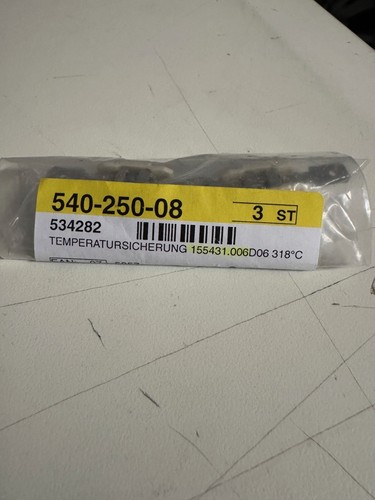 540-250-08
3 ST
534282
TEMPERATURSICHERUNG 155431.006D06 318°C